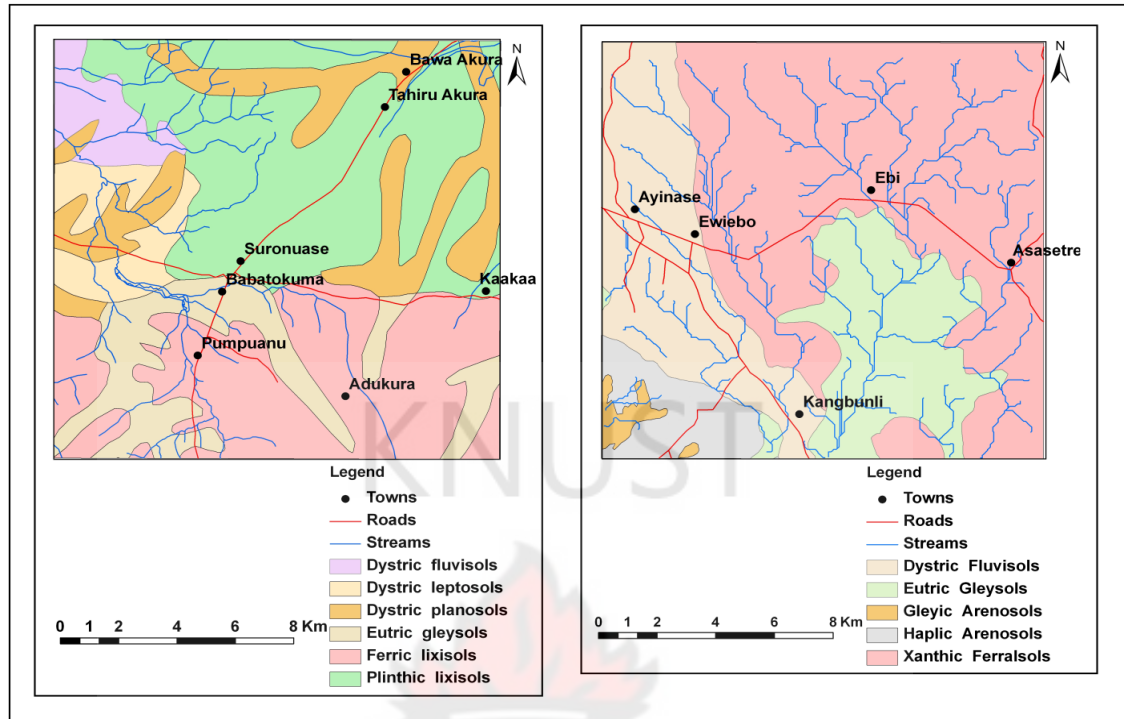 N
Bawa Akura
Tahiru Akura
Suronuase
Babatokuma
Kaakaa
Pumpuanu
Adukura
Legend
Towns
Roads
Streams
Dystric fluvisols
Dystric leptosols
Dystric planosols
Eutric gleysols
Ferric lixisols
Plinthic lixisols
0 1 2 4 6 8 Km
N
Ebi
Ayinase
Ewiebo
Asasetre
Kangbunli
Legend
Towns
Roads
Streams
Dystric Fluvisols
Eutric Gleysols
Gleyic Arenosols
Haplic Arenosols
Xanthic Ferralsols
0 1 2 4 6 8 Km
KNUST